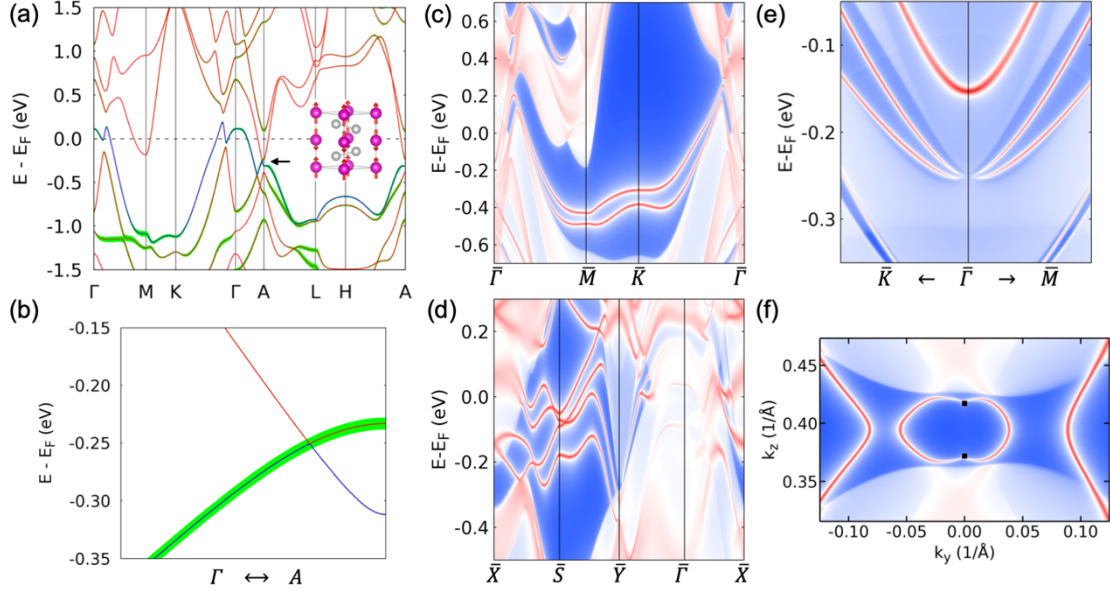 (a)
E - E_F (eV)
1.5
1.0
0.5
0.0
-0.5
-1.0
-1.5
Γ M K Γ A L H A
(b)
E - E_F (eV)
-0.15
-0.20
-0.25
-0.30
-0.35
Γ ↔ A
(c)
E-E_F (eV)
0.6
0.4
0.2
0.0
-0.2
-0.4
-0.6
Γ̄ M̄ K̄ Γ̄
(d)
E-E_F (eV)
0.2
0.0
-0.2
-0.4
X̄ S̄ Ȳ Γ̄ X̄
(e)
E-E_F (eV)
-0.1
-0.2
-0.3
K̄ ← Γ̄ → M̄
(f)
k_z (1/Å)
0.45
0.40
0.35
-0.10 -0.05 0.00 0.05 0.10
k_y (1/Å)